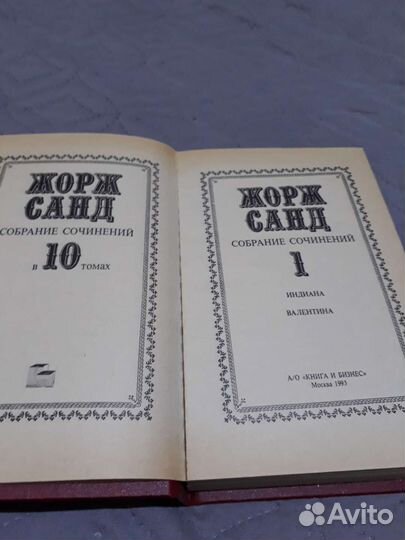 ЖОРЖ
САНД
СОБРАНИЕ СОЧИНЕНИЙ
в 10 томах
ЖОРЖ
САНД
СОБРАНИЕ СОЧИНЕНИЙ
1
ИНДИАНА
ВАЛЕНТИНА
А/О «КНИГА И БИЗНЕС»
Москва 1993
Avito